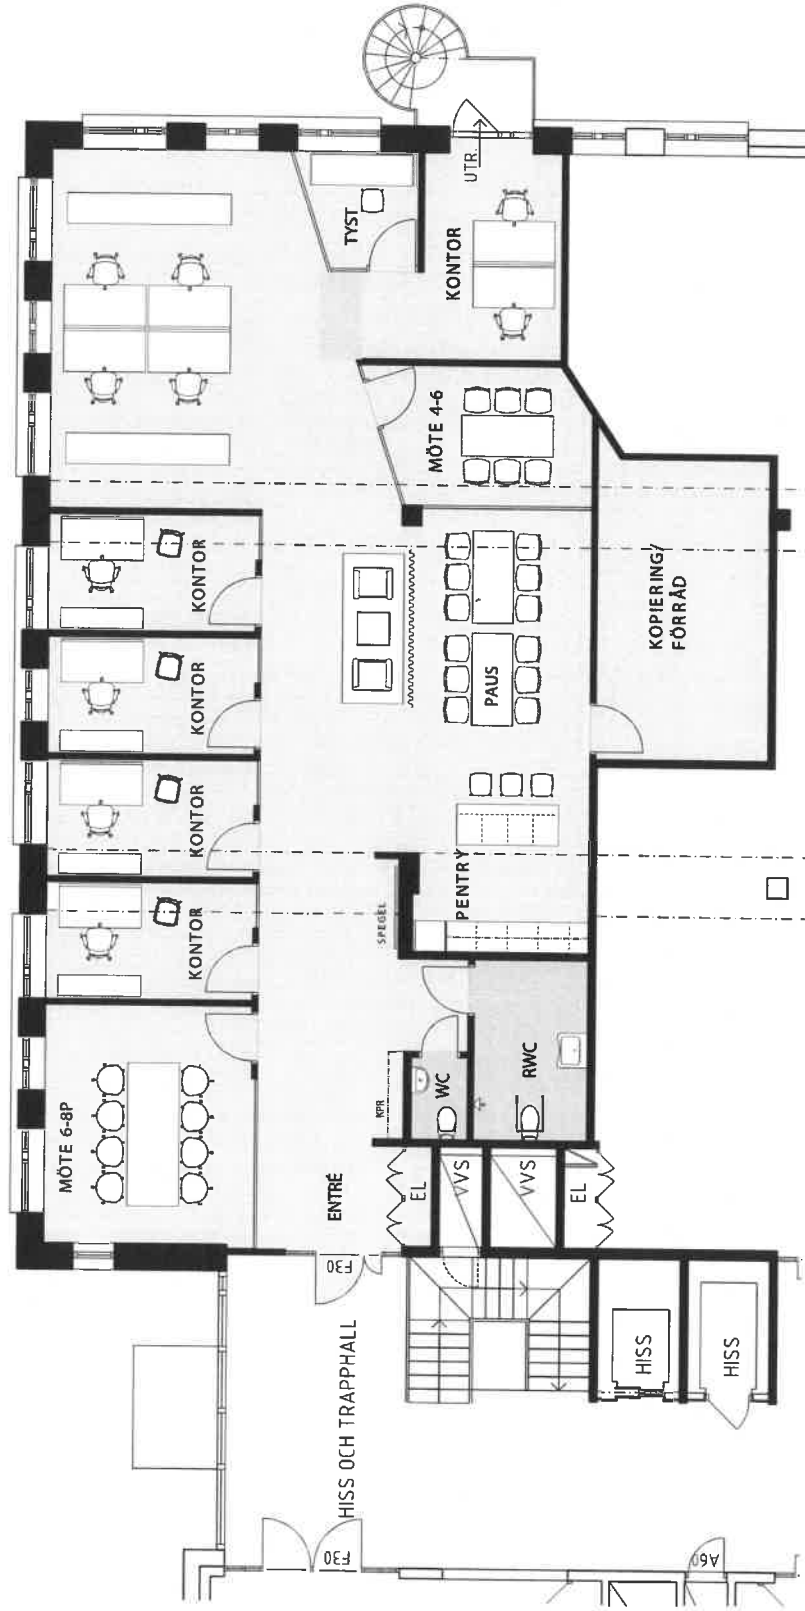 UTR.
TYST
KONTOR
MÖTE 4-6
KONTOR
KONTOR
KONTOR
KONTOR
KOPIERING/
FÖRRÅD
PAUS
PENTRY
SPEGEL
MÖTE 6-8P
KPR
WC
RWC
ENTRÉ
EL
VVS
VVS
EL
F30
HISS OCH TRAPPHALL
HISS
HISS
F30
A60